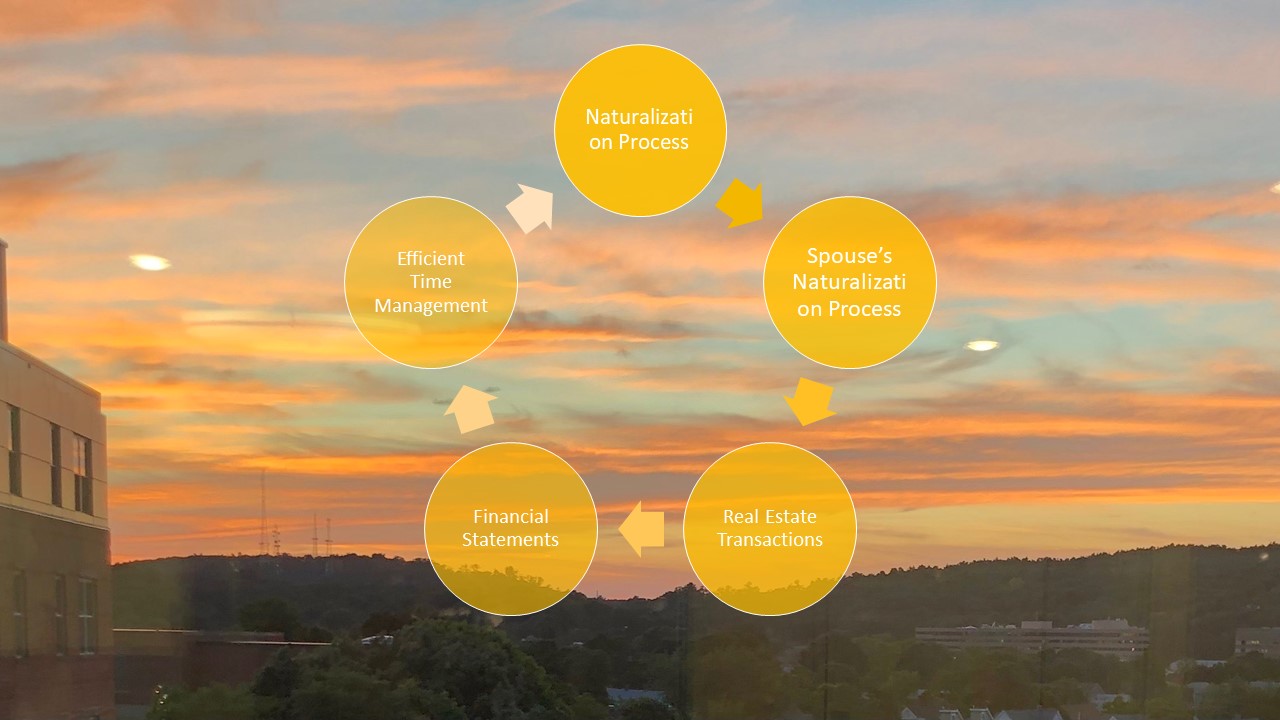 Naturalizati
on Process
Spouse’s
Naturalizati
on Process
Real Estate
Transactions
Financial
Statements
Efficient
Time
Management